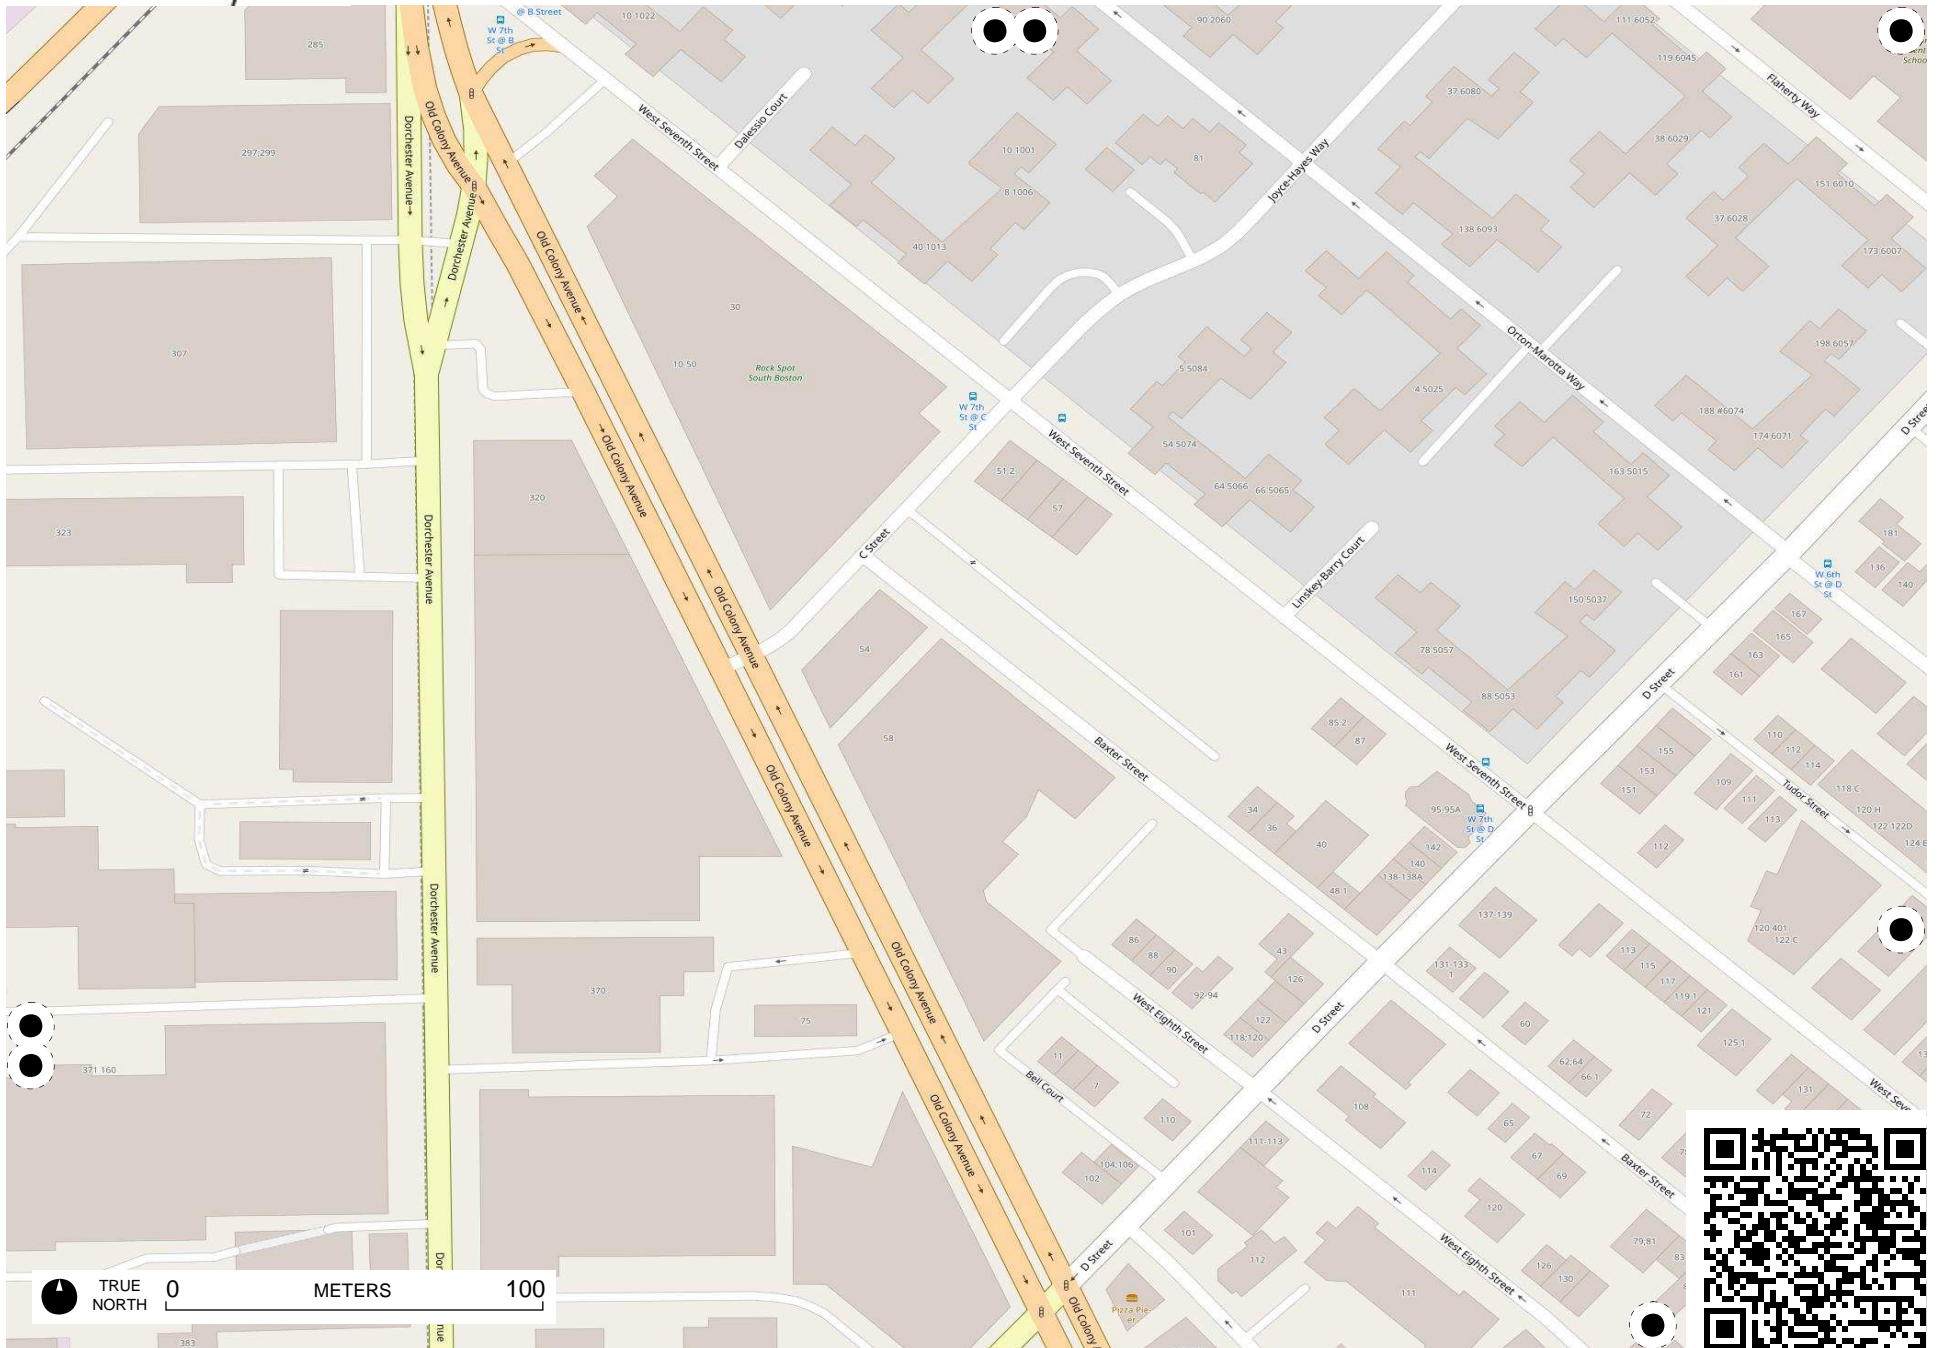 @ B Street
W 7th
St @ B
St
10 1022
90 2060
111 6052
119 6045
285
Flaherty Way
37 6080
Dalessio Court
Old Colony Avenue
West Seventh Street
Dorchester Avenue
38 6029
297;299
10 1001
81
Joyce-Hayes Way
8 1006
151 6010
37 6028
Dorchester Avenue
138 6093
40 1013
173 6007
Old Colony Avenue
30
307
Orton-Marotta Way
198 6057
10-50
Rock Spot
South Boston
5 5084
4 5025
W 7th
St @ C
St
188 #6074
D Street
174 6071
54 5074
West Seventh Street
Old Colony Avenue
51 2
163 5015
64 5066
66 5065
320
57
323
Dorchester Avenue
C Street
181
Linskey-Barry Court
136
140
W 6th
St @ D
St
Old Colony Avenue
150 5037
167
165
54
78 5057
163
161
D Street
88 5053
58
85 2
87
Baxter Street
West Seventh Street
110
112
114
155
153
151
109
111
113
Tudor Street
118 C
120 H
122 122D
124 E
Old Colony Avenue
34
36
95-95A
W 7th
St @ D
St
40
142
140
138-138A
112
48 1
Dorchester Avenue
137-139
120 401
122 C
86
88
90
43
126
131-133
1
113
115
117
119 1
121
Old Colony Avenue
370
92-94
75
West Eighth Street
122
118;120
D Street
60
125 1
371 160
11
7
Bell Court
62;64
66 1
131
West Sev
108
110
72
65
Old Colony Avenue
111-113
67
69
104;106
102
114
Baxter Street
120
101
79;81
83
D Street
112
West Eighth Street
126
130
TRUE
NORTH
0
METERS
100
Pizza Pie-
er
111
Old Colony A
383